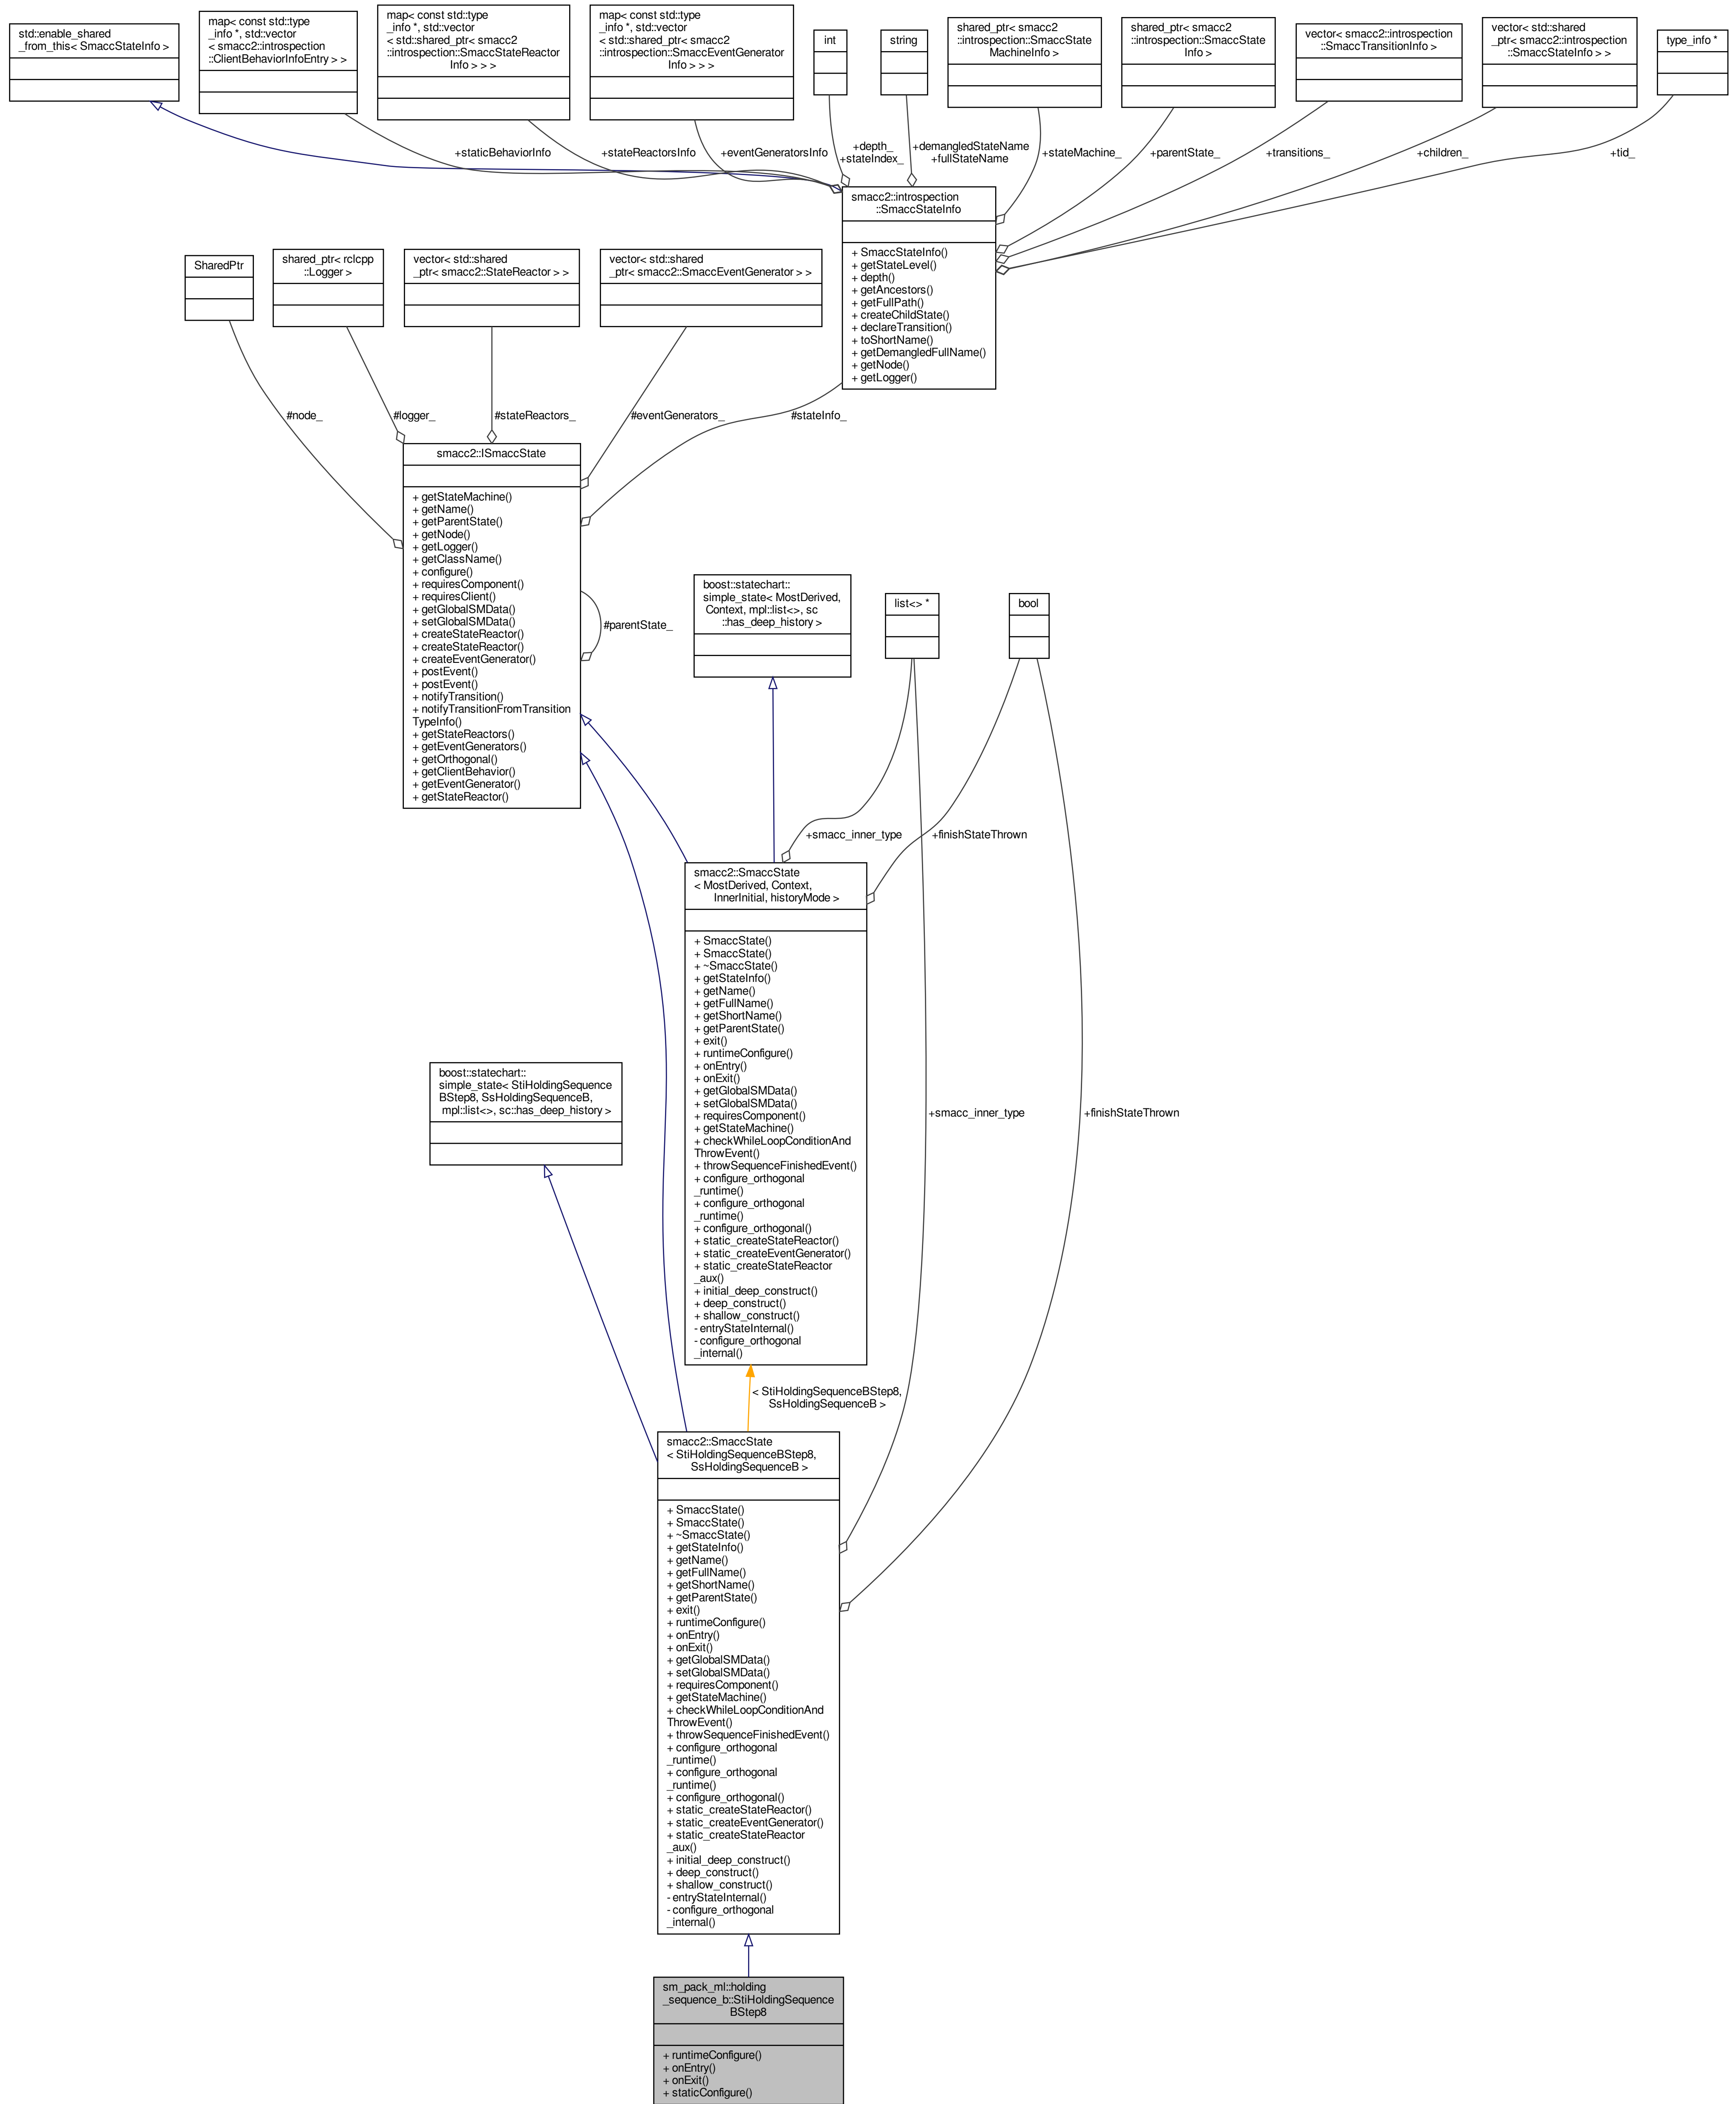 std::enable_shared
_from_this< SmaccStateInfo >
map< const std::type
_info *, std::vector
< smacc2::introspection
::ClientBehaviorInfoEntry > >
map< const std::type
_info *, std::vector
< std::shared_ptr< smacc2
::introspection::SmaccStateReactor
Info > > >
map< const std::type
_info *, std::vector
< std::shared_ptr< smacc2
::introspection::SmaccEventGenerator
Info > > >
int
string
shared_ptr< smacc2
::introspection::SmaccState
MachineInfo >
shared_ptr< smacc2
::introspection::SmaccState
Info >
vector< smacc2::introspection
::SmaccTransitionInfo >
vector< std::shared
_ptr< smacc2::introspection
::SmaccStateInfo > >
type_info *
+staticBehaviorInfo
+stateReactorsInfo
+eventGeneratorsInfo
+depth_
+stateIndex_
+demangledStateName
+fullStateName
+stateMachine_
+parentState_
+transitions_
+children_
+tid_
smacc2::introspection
::SmaccStateInfo
+ SmaccStateInfo()
+ getStateLevel()
+ depth()
+ getAncestors()
+ getFullPath()
+ createChildState()
+ declareTransition()
+ toShortName()
+ getDemangledFullName()
+ getNode()
+ getLogger()
SharedPtr
shared_ptr< rclcpp
::Logger >
vector< std::shared
_ptr< smacc2::StateReactor > >
vector< std::shared
_ptr< smacc2::SmaccEventGenerator > >
#node_
#logger_
#stateReactors_
#eventGenerators_
#stateInfo_
smacc2::ISmaccState
+ getStateMachine()
+ getName()
+ getParentState()
+ getNode()
+ getLogger()
+ getClassName()
+ configure()
+ requiresComponent()
+ requiresClient()
+ getGlobalSMData()
+ setGlobalSMData()
+ createStateReactor()
+ createStateReactor()
+ createEventGenerator()
+ postEvent()
+ postEvent()
+ notifyTransition()
+ notifyTransitionFromTransition
TypeInfo()
+ getStateReactors()
+ getEventGenerators()
+ getOrthogonal()
+ getClientBehavior()
+ getEventGenerator()
+ getStateReactor()
#parentState_
boost::statechart::
simple_state< MostDerived,
Context, mpl::list<>, sc
::has_deep_history >
list<> *
bool
+smacc_inner_type
+finishStateThrown
smacc2::SmaccState
< MostDerived, Context,
InnerInitial, historyMode >
+ SmaccState()
+ SmaccState()
+ ~SmaccState()
+ getStateInfo()
+ getName()
+ getFullName()
+ getShortName()
+ getParentState()
+ exit()
+ runtimeConfigure()
+ onEntry()
+ onExit()
+ getGlobalSMData()
+ setGlobalSMData()
+ requiresComponent()
+ getStateMachine()
+ checkWhileLoopConditionAnd
ThrowEvent()
+ throwSequenceFinishedEvent()
+ configure_orthogonal
_runtime()
+ configure_orthogonal
_runtime()
+ configure_orthogonal()
+ static_createStateReactor()
+ static_createEventGenerator()
+ static_createStateReactor
_aux()
+ initial_deep_construct()
+ deep_construct()
+ shallow_construct()
- entryStateInternal()
- configure_orthogonal
_internal()
boost::statechart::
simple_state< StiHoldingSequence
BStep8, SsHoldingSequenceB,
mpl::list<>, sc::has_deep_history >
+smacc_inner_type
+finishStateThrown
< StiHoldingSequenceBStep8,
SsHoldingSequenceB >
smacc2::SmaccState
< StiHoldingSequenceBStep8,
SsHoldingSequenceB >
+ SmaccState()
+ SmaccState()
+ ~SmaccState()
+ getStateInfo()
+ getName()
+ getFullName()
+ getShortName()
+ getParentState()
+ exit()
+ runtimeConfigure()
+ onEntry()
+ onExit()
+ getGlobalSMData()
+ setGlobalSMData()
+ requiresComponent()
+ getStateMachine()
+ checkWhileLoopConditionAnd
ThrowEvent()
+ throwSequenceFinishedEvent()
+ configure_orthogonal
_runtime()
+ configure_orthogonal
_runtime()
+ configure_orthogonal()
+ static_createStateReactor()
+ static_createEventGenerator()
+ static_createStateReactor
_aux()
+ initial_deep_construct()
+ deep_construct()
+ shallow_construct()
- entryStateInternal()
- configure_orthogonal
_internal()
sm_pack_ml::holding
_sequence_b::StiHoldingSequence
BStep8
+ runtimeConfigure()
+ onEntry()
+ onExit()
+ staticConfigure()